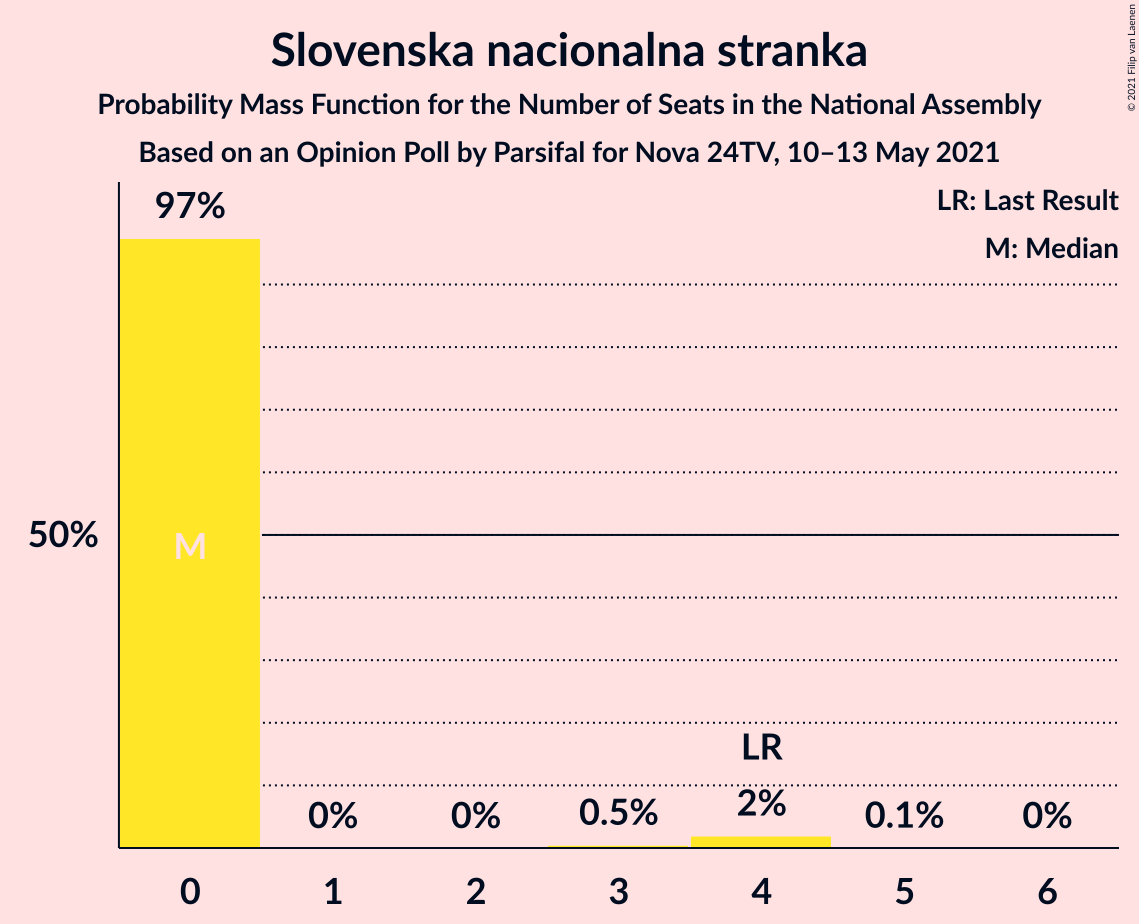 Slovenska nacionalna stranka
Probability Mass Function for the Number of Seats in the National Assembly
Based on an Opinion Poll by Parsifal for Nova 24TV, 10–13 May 2021
© 2021 Filip van Laenen
LR: Last Result
M: Median
97%
50%
M
LR
0% 0% 0.5% 2% 0.1% 0%
0 1 2 3 4 5 6